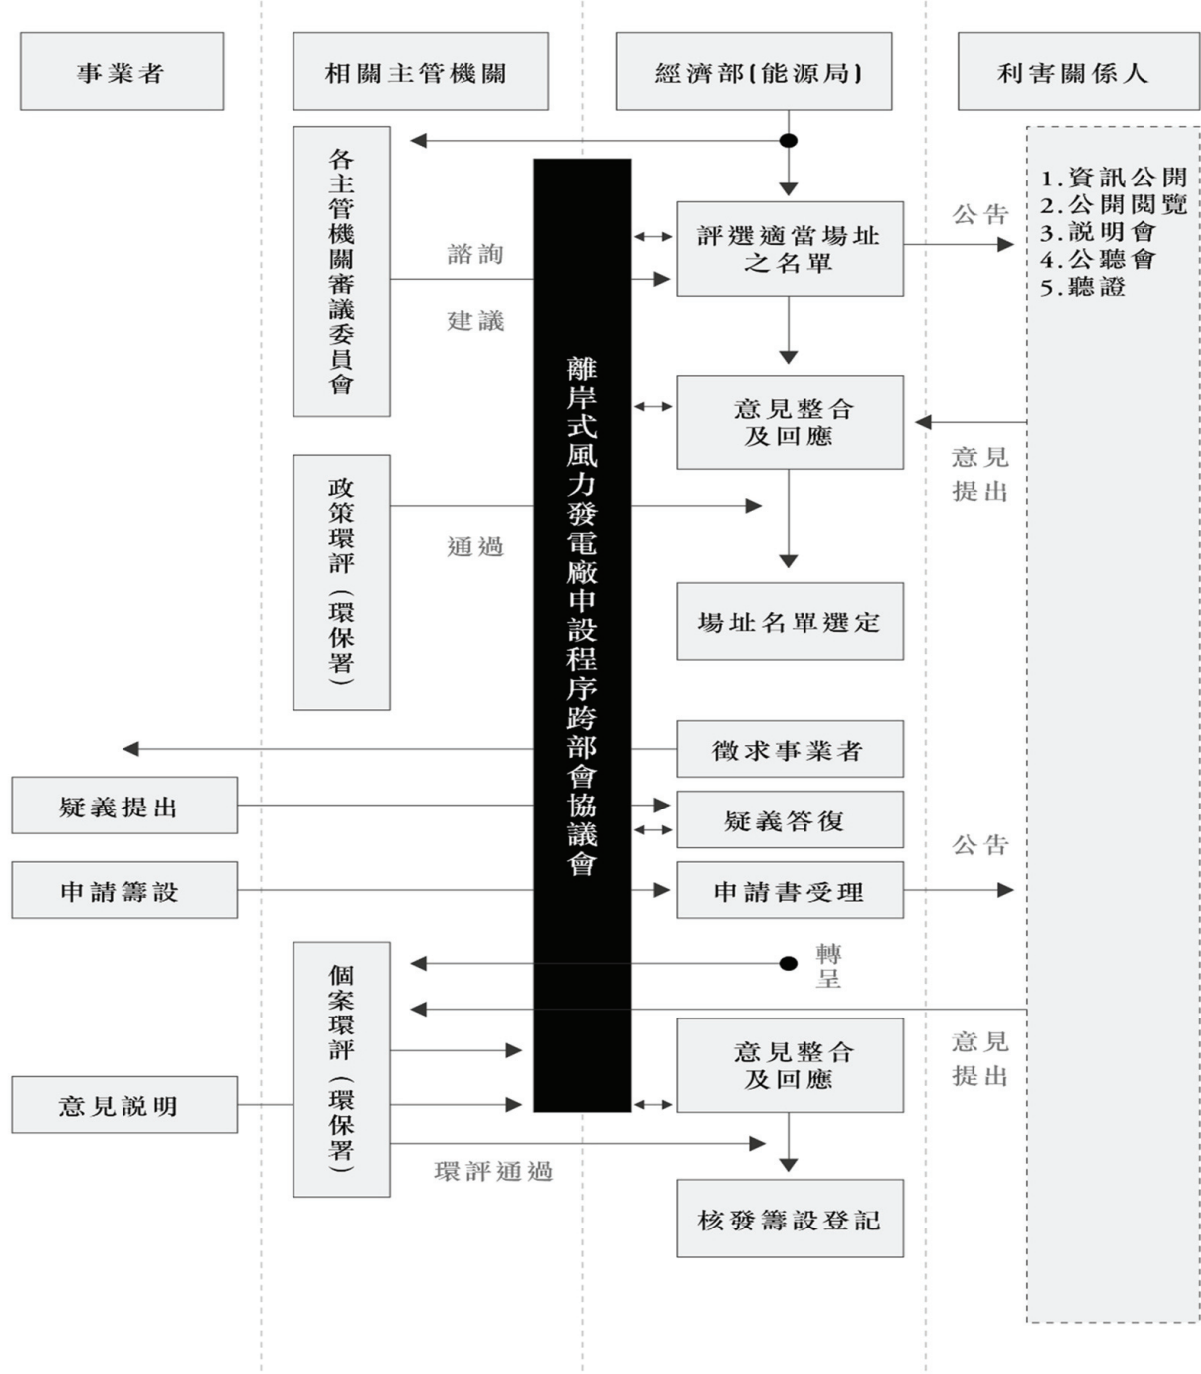 事業者
相關主管機關
經濟部(能源局)
利害關係人
各主管機關審議委員會
諮詢
建議
評選適當場址
之名單
公告
1.資訊公開
2.公開閱覽
3.說明會
4.公聽會
5.聽證
離岸式風力發電廠申設程序跨部會協議會
意見整合
及回應
意見
提出
政策環評(環保署)
通過
場址名單選定
徵求事業者
疑義提出
疑義答復
申請籌設
申請書受理
公告
轉
呈
個案環評(環保署)
意見整合
及回應
意見
提出
意見說明
環評通過
核發籌設登記